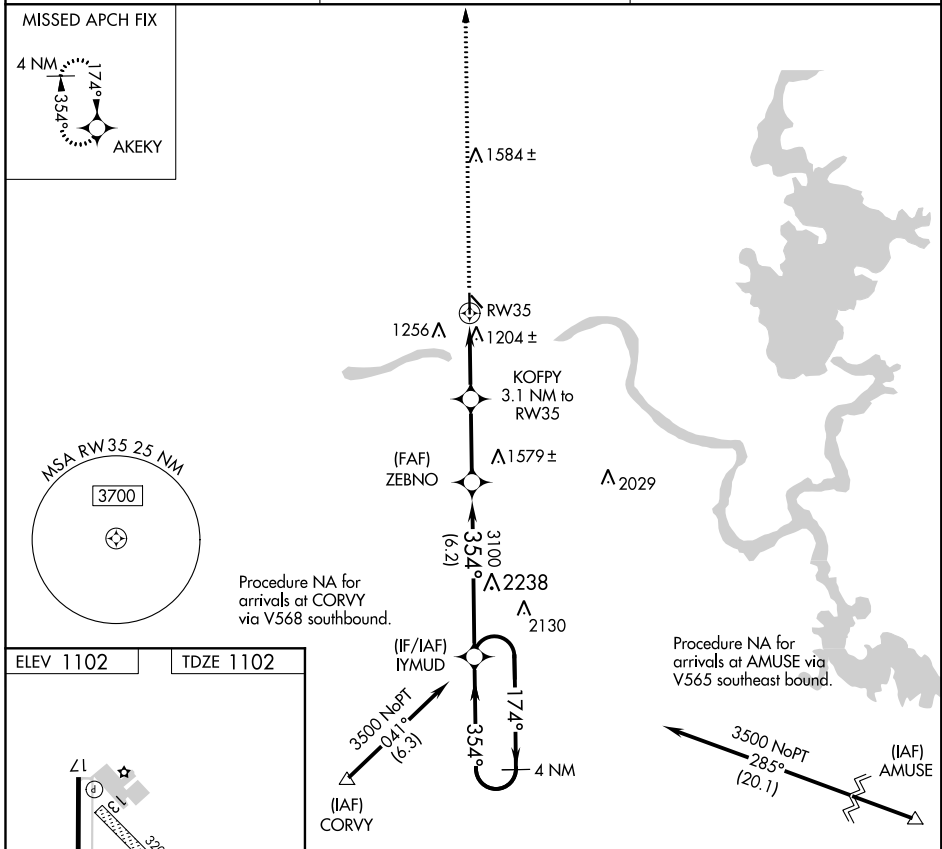 MISSED APCH FIX
4 NM
174°
354°
AKEKY
1584 ±
RW35
1256
1204 ±
KOFPY
3.1 NM to
RW35
MSA RW35 25 NM
3700
(FAF)
ZEBNO
1579 ±
2029
3100
354°
(6.2)
2238
2130
Procedure NA for
arrivals at CORVY
via V568 southbound.
(IF/IAF)
IYMUD
174°
354°
4 NM
3500 NoPT
041°
(6.3)
(IAF)
CORVY
Procedure NA for
arrivals at AMUSE via
V565 southeast bound.
3500 NoPT
285°
(20.1)
(IAF)
AMUSE
ELEV 1102
TDZE 1102
17
P
13